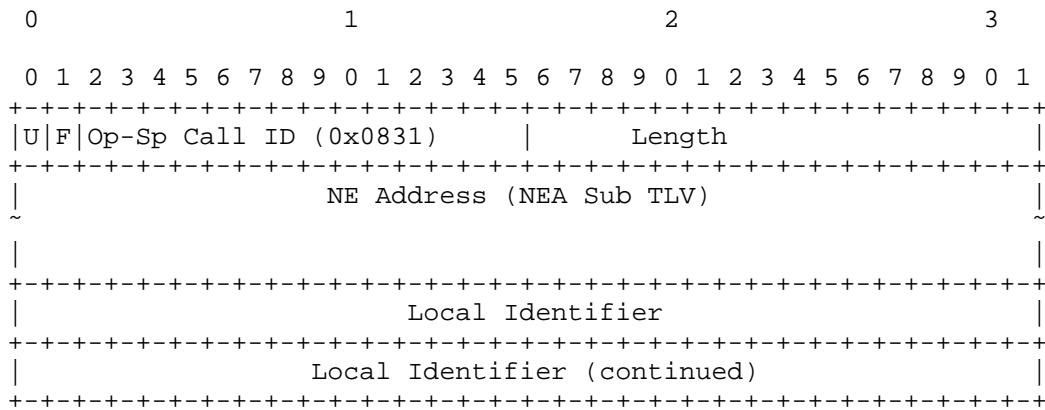 0                   1                   2                   3
0 1 2 3 4 5 6 7 8 9 0 1 2 3 4 5 6 7 8 9 0 1 2 3 4 5 6 7 8 9 0 1
+-+-+-+-+-+-+-+-+-+-+-+-+-+-+-+-+-+-+-+-+-+-+-+-+-+-+-+-+-+-+-+-+
|U|F|Op-Sp Call ID (0x0831)     |      Length                   |
+-+-+-+-+-+-+-+-+-+-+-+-+-+-+-+-+-+-+-+-+-+-+-+-+-+-+-+-+-+-+-+-+
|                   NE Address (NEA Sub TLV)                    |
~                                                               ~
|                                                               |
+-+-+-+-+-+-+-+-+-+-+-+-+-+-+-+-+-+-+-+-+-+-+-+-+-+-+-+-+-+-+-+-+
|                        Local Identifier                       |
+-+-+-+-+-+-+-+-+-+-+-+-+-+-+-+-+-+-+-+-+-+-+-+-+-+-+-+-+-+-+-+-+
|                  Local Identifier (continued)                 |
+-+-+-+-+-+-+-+-+-+-+-+-+-+-+-+-+-+-+-+-+-+-+-+-+-+-+-+-+-+-+-+-+